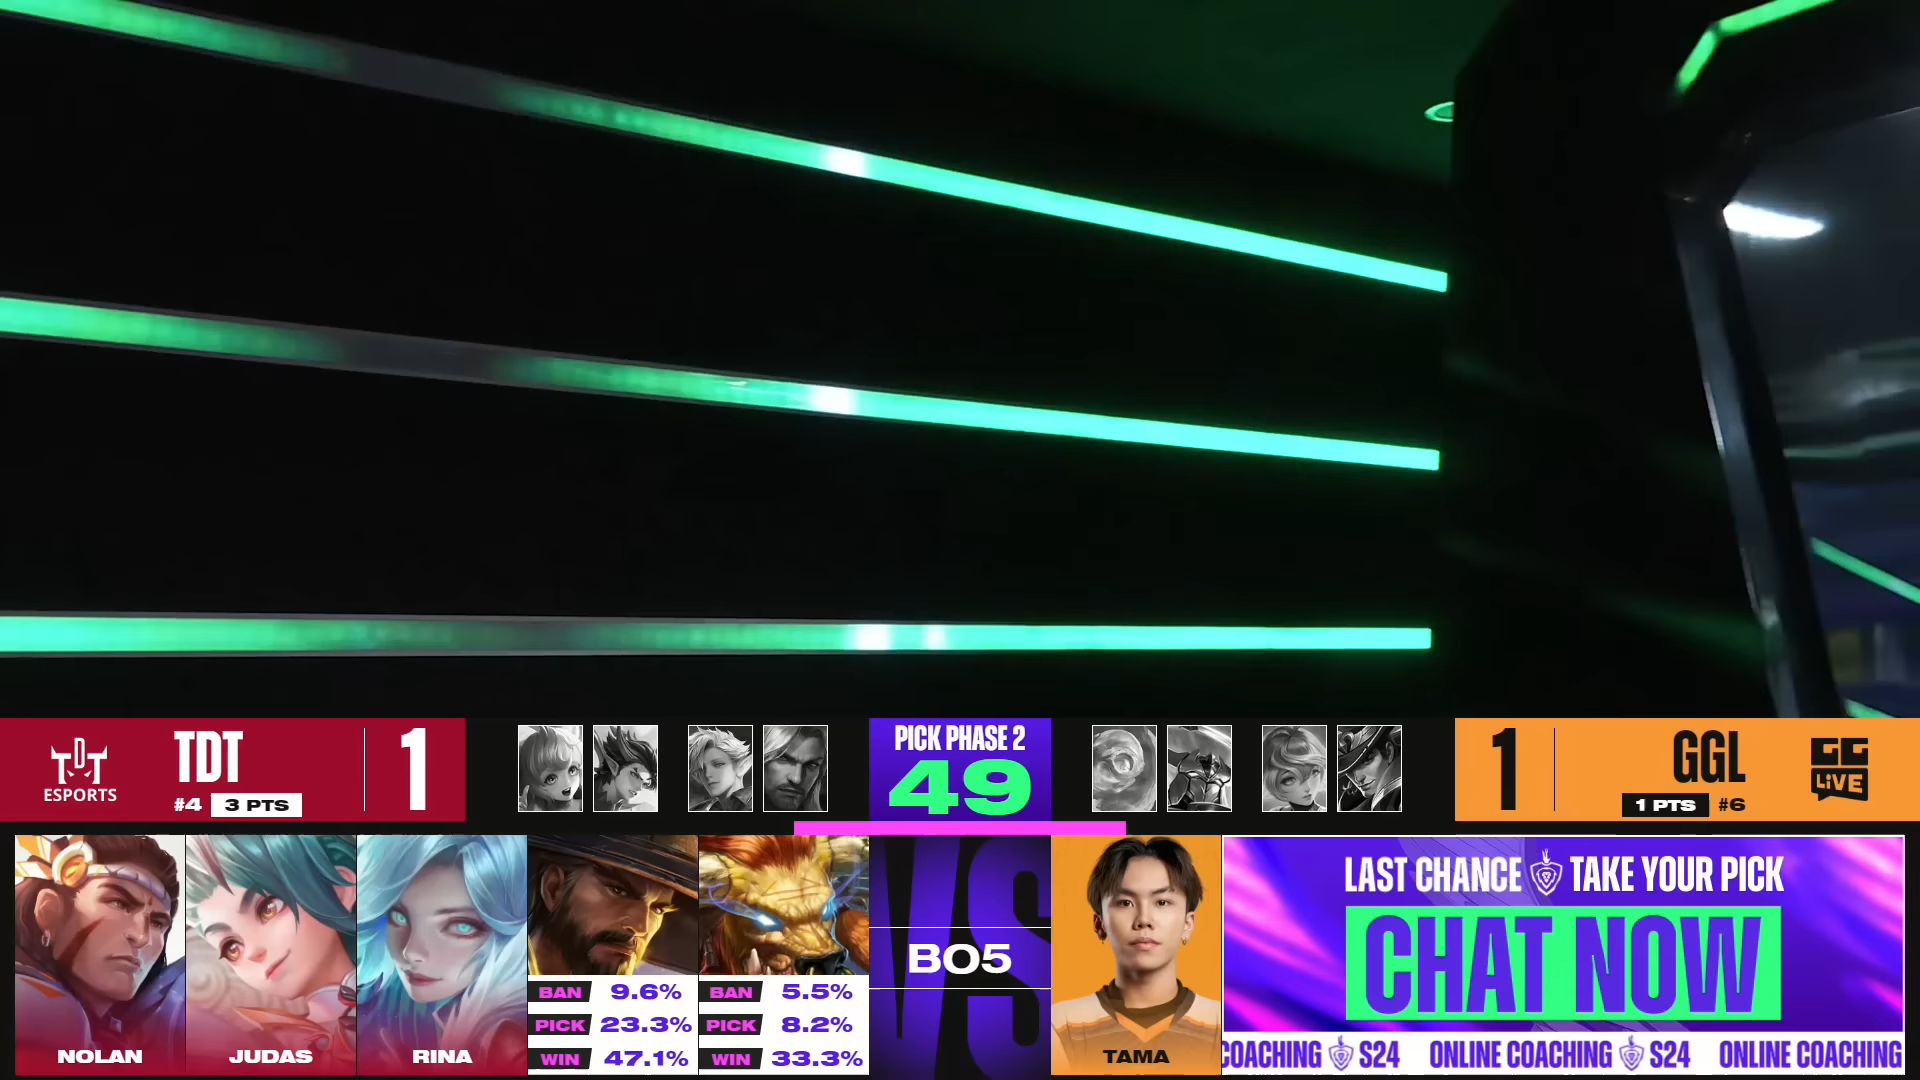 TDT
ESPORTS
TDT
#4 3 PTS
1
PICK PHASE 2
49
1
GGL
1 PTS #6
GG
LIVE
NOLAN
JUDAS
RINA
BAN 9.6%
PICK 23.3%
WIN 47.1%
BAN 5.5%
PICK 8.2%
WIN 33.3%
VS
BO5
TAMA
LAST CHANCE TAKE YOUR PICK
CHAT NOW
COACHING S24 ONLINE COACHING S24 ONLINE COACHING